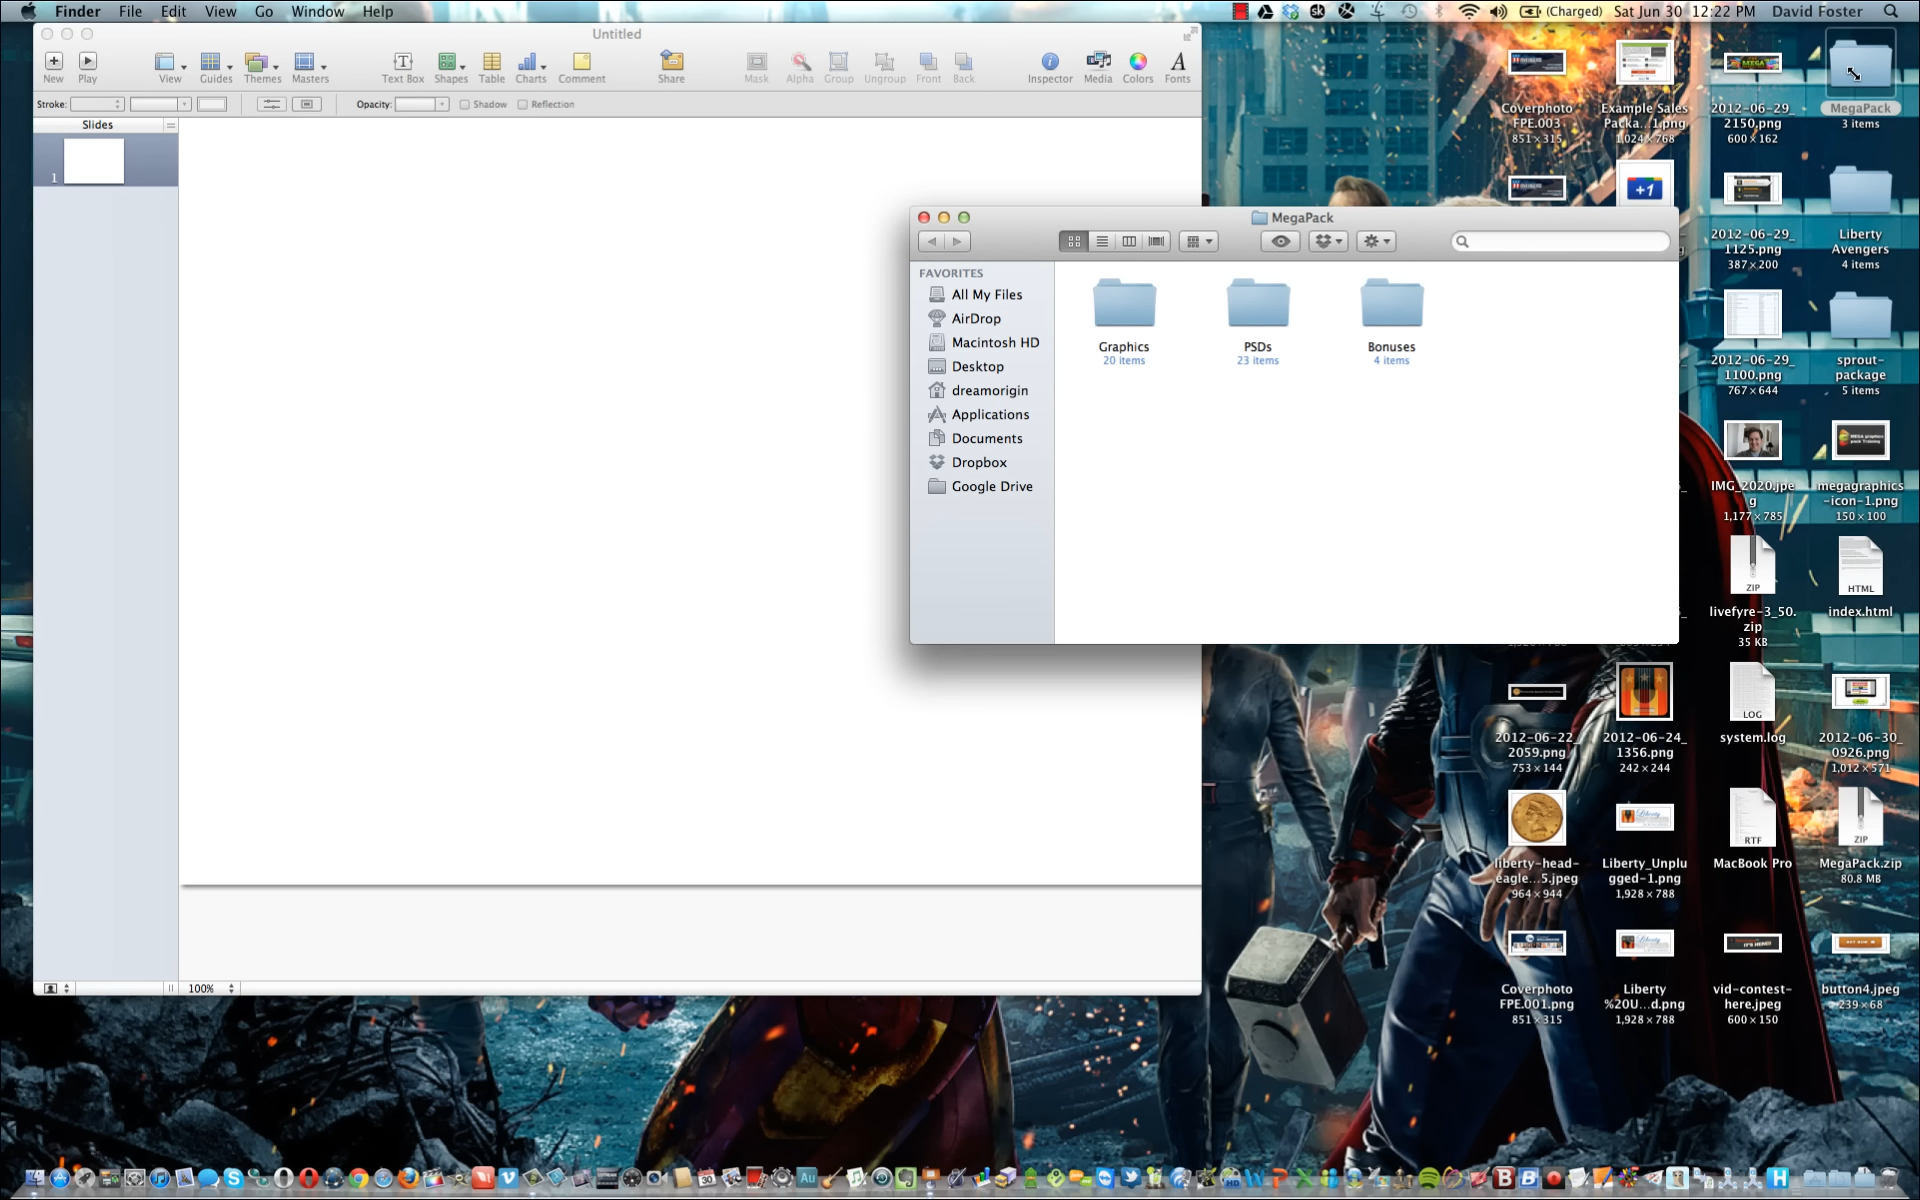 Finder File Edit View Go Window Help
(Charged) Sat Jun 30 12:22 PM David Foster
Untitled
New Play View Guides Themes Masters Text Box Shapes Table Charts Comment Share Mask Alpha Group Ungroup Front Back Inspector Media Colors Fonts
Stroke: Opacity: Shadow Reflection
Slides
1
100%
MegaPack
FAVORITES
All My Files
AirDrop
Macintosh HD
Desktop
dreamorigin
Applications
Documents
Dropbox
Google Drive
Graphics
20 items
PSDs
23 items
Bonuses
4 items
Coverphoto
FPE.003
851×315
Example Sales
Packa...1.png
1,024×768
2012-06-29_
2150.png
600×162
MegaPack
3 items
+1
2012-06-29_
1125.png
387×200
Liberty
Avengers
4 items
2012-06-29_
1100.png
767×644
sprout-
package
5 items
IMG_2020.jpe
g
1,177×785
megagraphics
-icon-1.png
150×100
ZIP
livefyre-3_50.
zip
35 KB
HTML
index.html
2012-06-22_
2059.png
753×144
2012-06-24_
1356.png
242×244
LOG
system.log
2012-06-30_
0926.png
1,012×571
liberty-head-
eagle...5.jpeg
964×944
Liberty_Unplu
gged-1.png
1,928×788
RTF
MacBook Pro
ZIP
MegaPack.zip
80.8 MB
Coverphoto
FPE.001.png
851×315
Liberty
%20U...d.png
1,928×788
IT'S HERE!
vid-contest-
here.jpeg
600×150
button4.jpeg
239×68